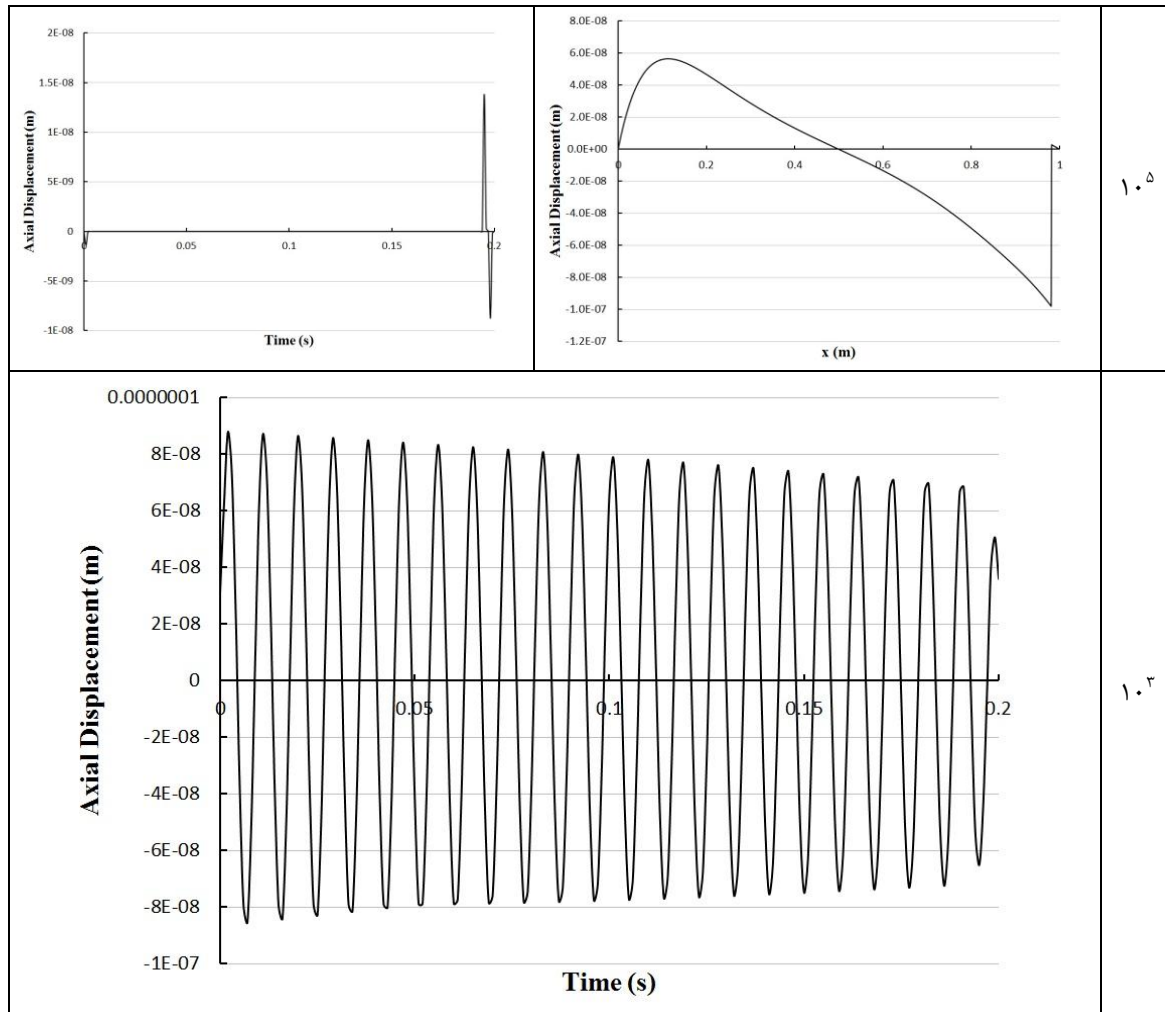 2E-08
1.5E-08
1E-08
5E-09
0
-5E-09
-1E-08
0 0.05 0.1 0.15 0.2
Axial Displacement(m)
Time (s)
8.0E-08
6.0E-08
4.0E-08
2.0E-08
0.0E+00
-2.0E-08
-4.0E-08
-6.0E-08
-8.0E-08
-1.0E-07
-1.2E-07
0 0.2 0.4 0.6 0.8 1
Axial Displacement(m)
x (m)
۱۰^۵
0.0000001
8E-08
6E-08
4E-08
2E-08
0
-2E-08
-4E-08
-6E-08
-8E-08
-1E-07
0 0.05 0.1 0.15 0.2
Axial Displacement(m)
Time (s)
۱۰^۳